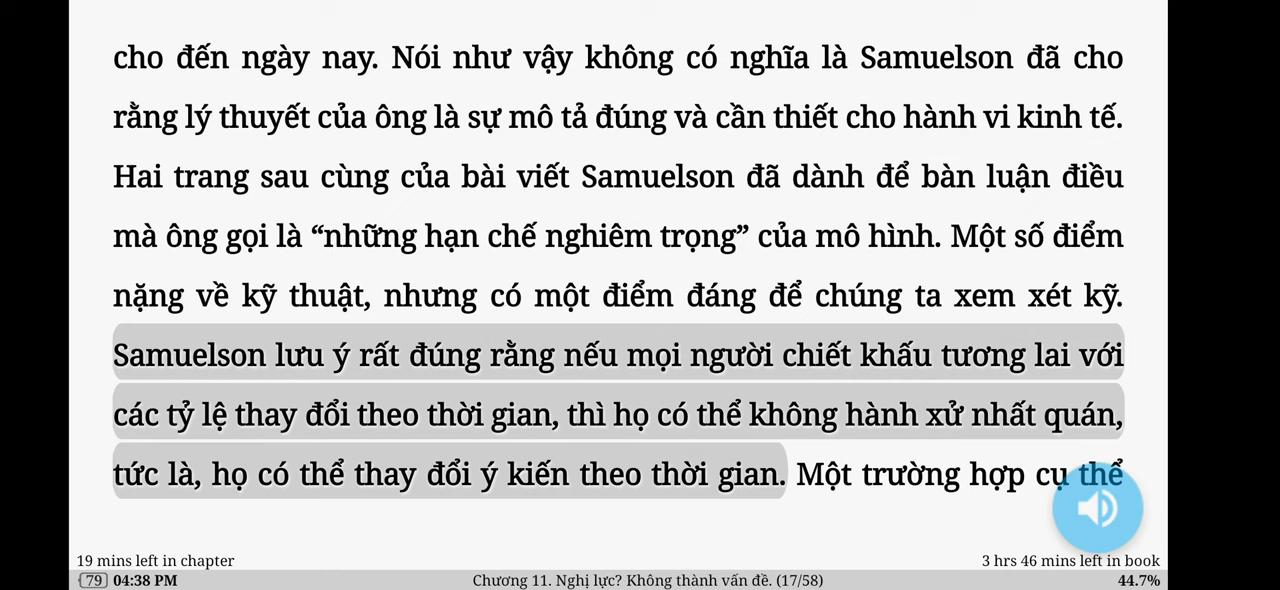 cho đến ngày nay. Nói như vậy không có nghĩa là Samuelson đã cho
rằng lý thuyết của ông là sự mô tả đúng và cần thiết cho hành vi kinh tế.
Hai trang sau cùng của bài viết Samuelson đã dành để bàn luận điều
mà ông gọi là “những hạn chế nghiêm trọng” của mô hình. Một số điểm
nặng về kỹ thuật, nhưng có một điểm đáng để chúng ta xem xét kỹ.
Samuelson lưu ý rất đúng rằng nếu mọi người chiết khấu tương lai với
các tỷ lệ thay đổi theo thời gian, thì họ có thể không hành xử nhất quán,
tức là, họ có thể thay đổi ý kiến theo thời gian. Một trường hợp cụ thể
19 mins left in chapter 3 hrs 46 mins left in book
79 04:38 PM Chương 11. Nghị lực? Không thành vấn đề. (17/58) 44.7%